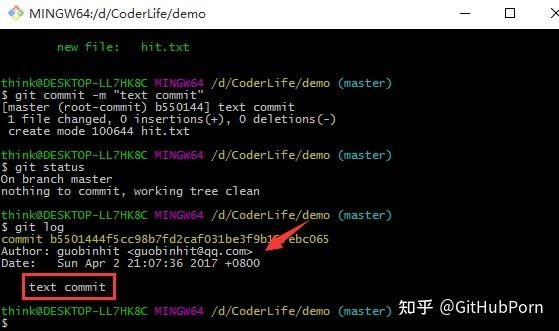 MINGW64:/d/CoderLife/demo
new file: hit.txt
think@DESKTOP-LL7HK8C MINGW64 /d/CoderLife/demo (master)
$ git commit -m "text commit"
[master (root-commit) b550144] text commit
1 file changed, 0 insertions(+), 0 deletions(-)
create mode 100644 hit.txt
think@DESKTOP-LL7HK8C MINGW64 /d/CoderLife/demo (master)
$ git status
On branch master
nothing to commit, working tree clean
think@DESKTOP-LL7HK8C MINGW64 /d/CoderLife/demo (master)
$ git log
commit
Author: guobinhit <guobinhit@qq.com>
Date: Sun Apr 2 21:07:36 2017 +0800
text commit
think@DESKTOP-LL7HK8C MINGW64 /d/CoderLife/demo (master)
$
知乎 @GitHubPorn